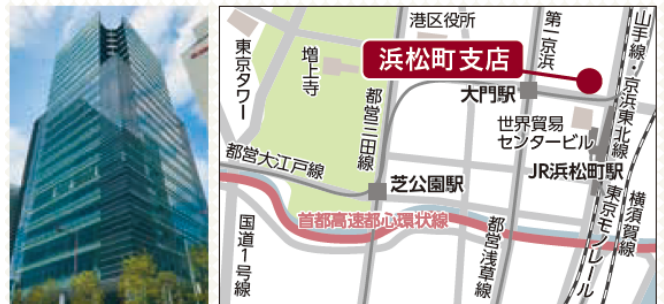 港区役所
第一京浜
山手線・京浜東北線
浜松町支店
東京タワー
増上寺
都営三田線
大門駅
世界貿易
センタービル
都営大江戸線
芝公園駅
JR浜松町駅
首都高速都心環状線
国道1号線
都営浅草線
東京モノレール
横須賀線